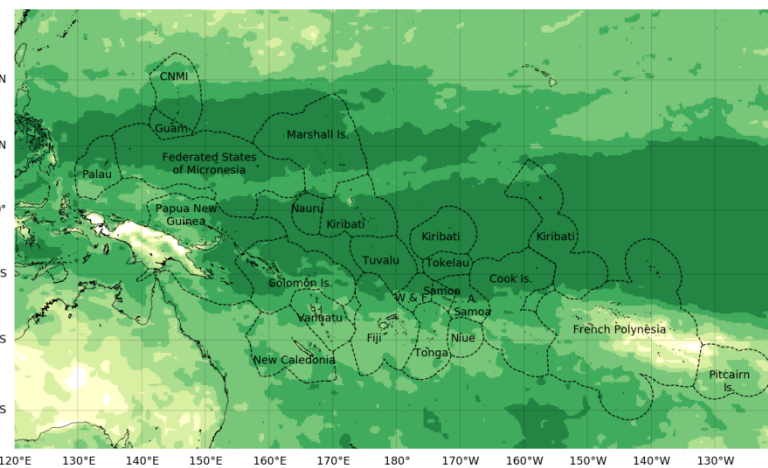 CNMI
N
Guam
Marshall Is.
N
Federated States
of Micronesia
Palau
Papua New
Guinea
Nauru
Kiribati
Kiribati
Kiribati
0°
Tuvalu
Tokelau
S
Solomon Is.
Cook Is.
W & F
Samoa
A.
Samoa
Vanuatu
French Polynesia
S
Fiji
Niue
Tonga
New Caledonia
Pitcairn
Is.
S
120°E 130°E 140°E 150°E 160°E 170°E 180° 170°W 160°W 150°W 140°W 130°W